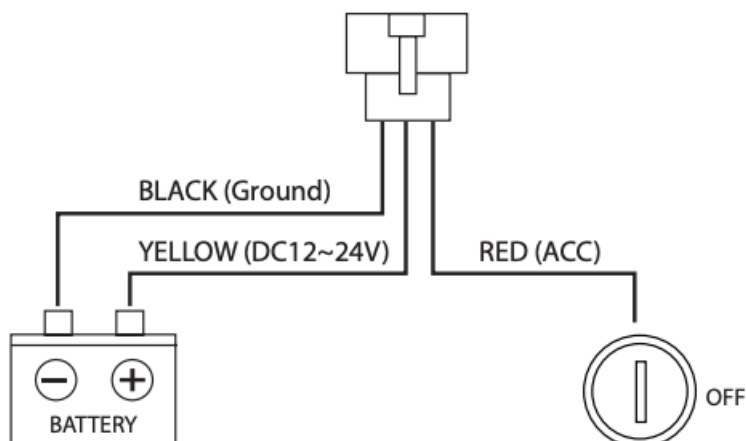 BLACK (Ground)
YELLOW (DC12~24V)
RED (ACC)
OFF
BATTERY